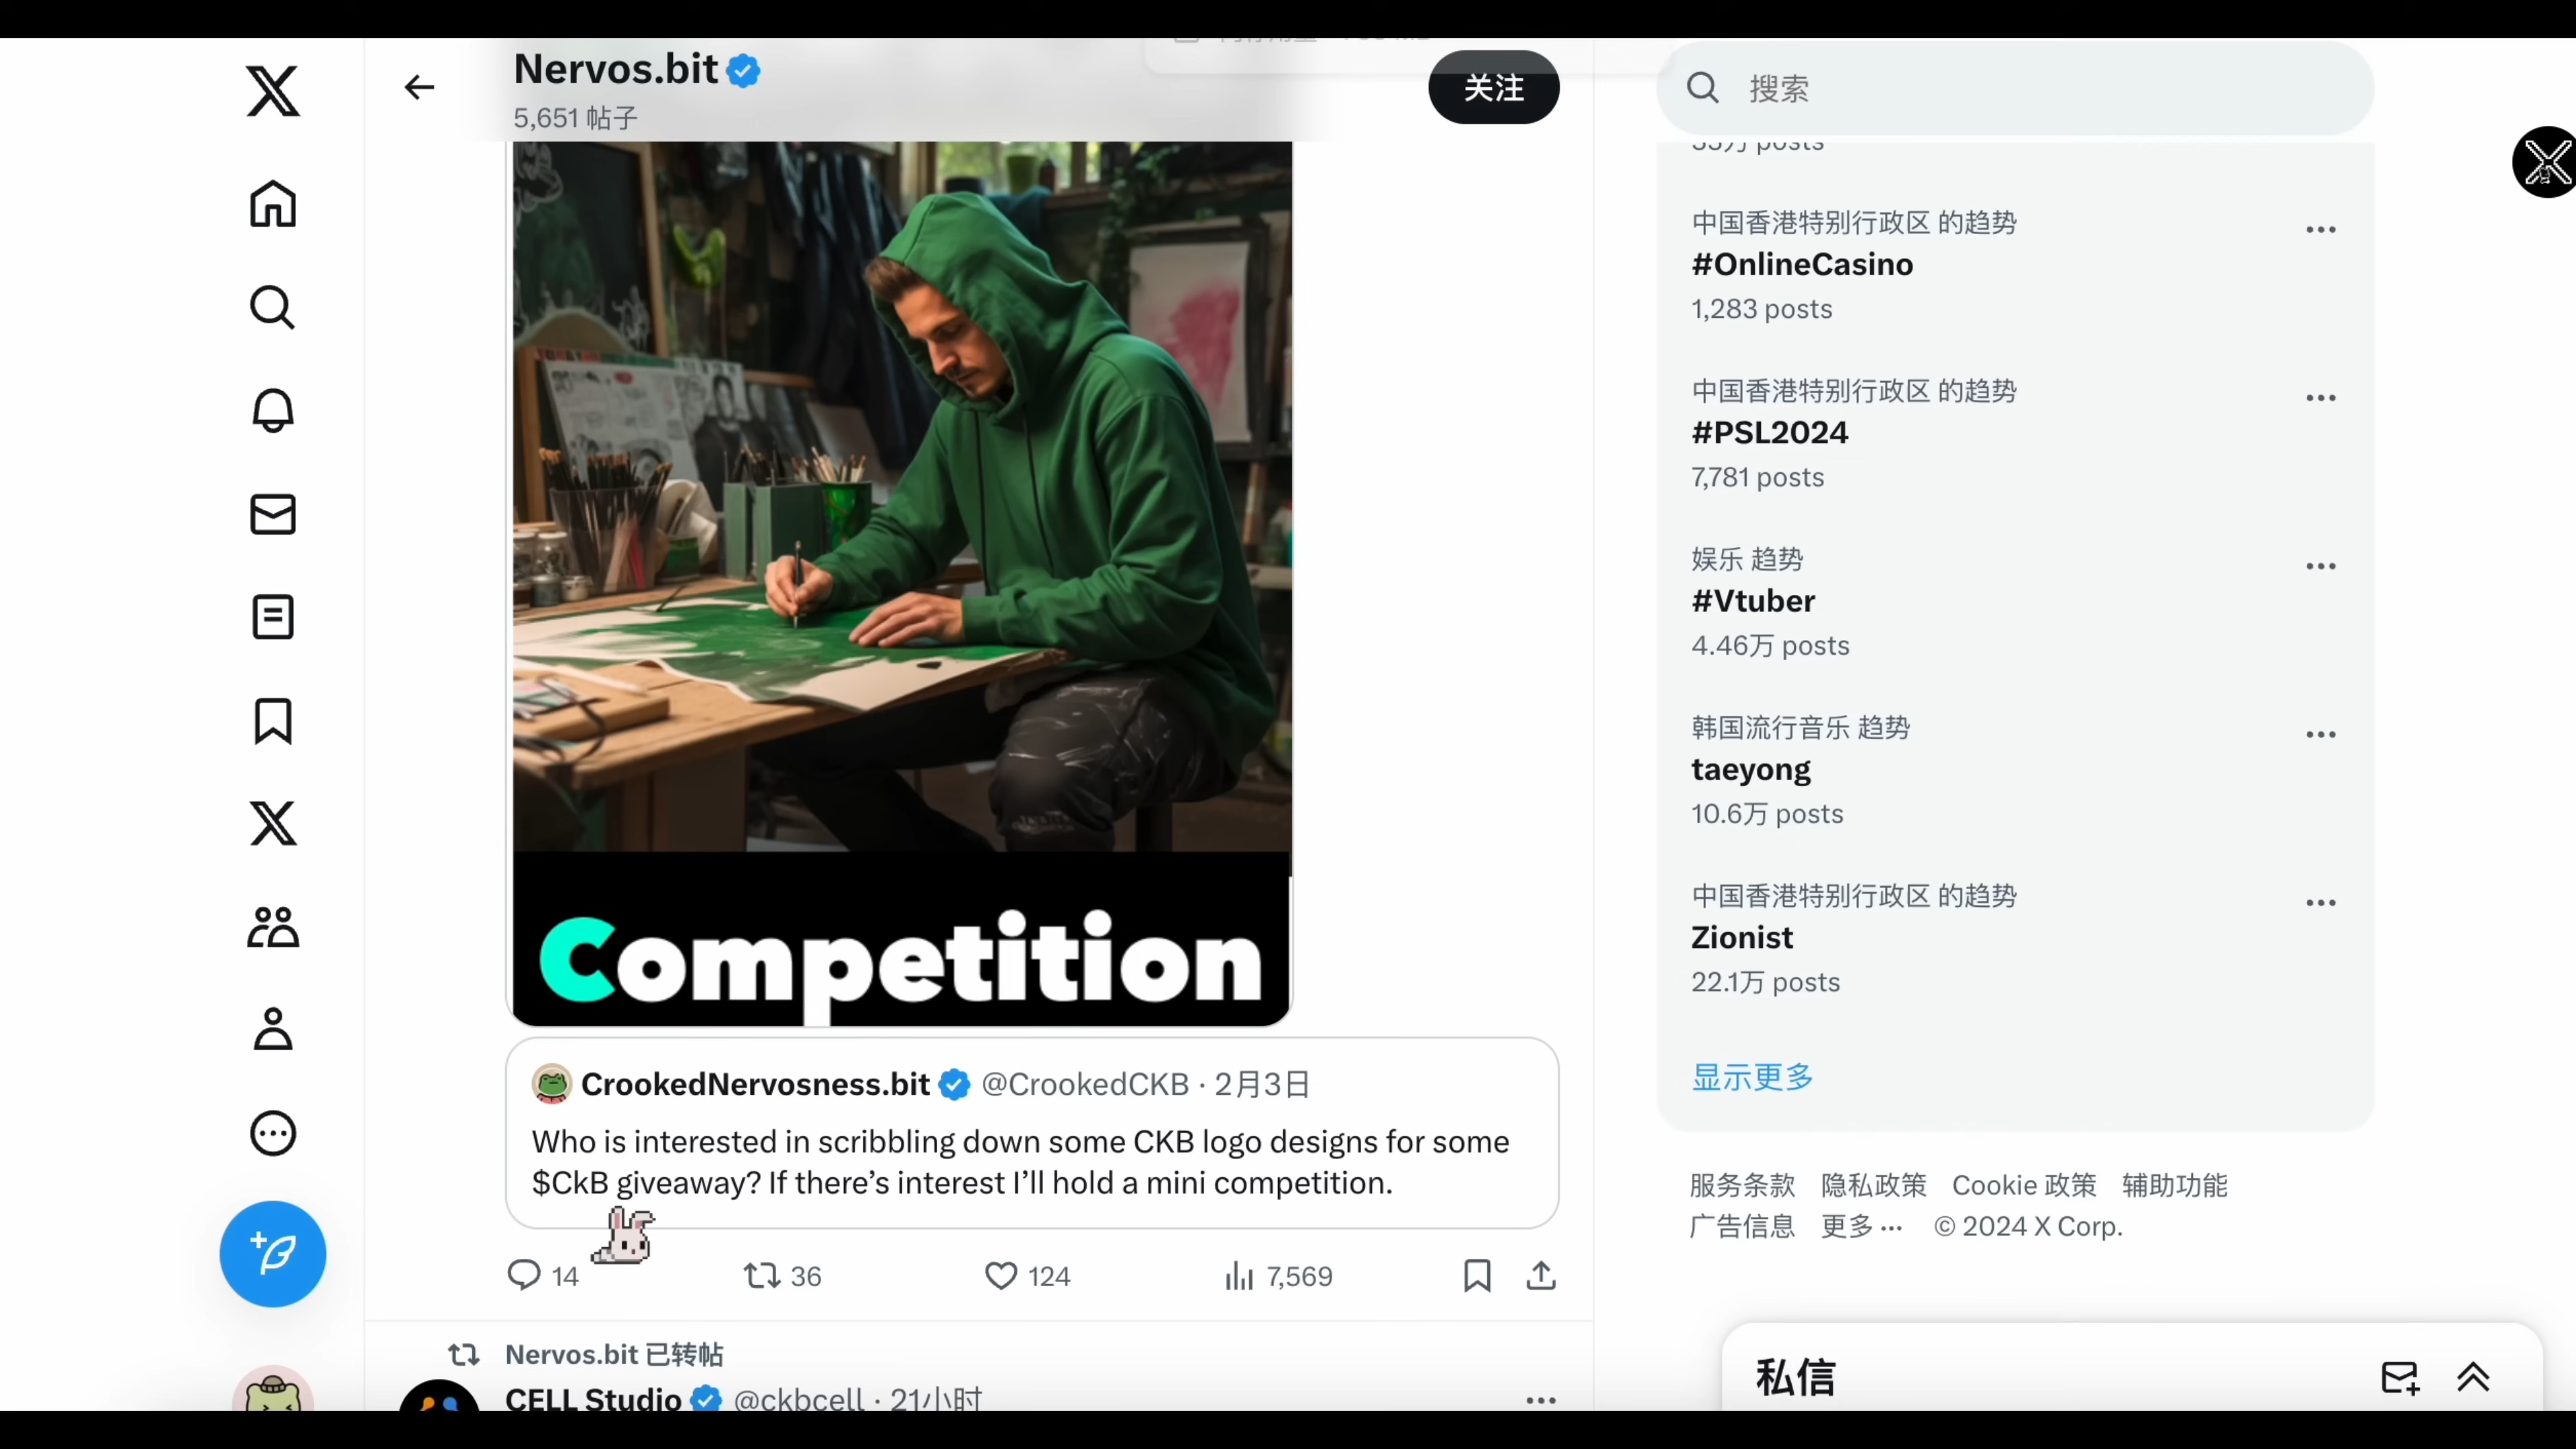 Nervos.bit
5,651 帖子
关注
搜索
posts
中国香港特别行政区 的趋势
#OnlineCasino
1,283 posts
中国香港特别行政区 的趋势
#PSL2024
7,781 posts
娱乐 趋势
#Vtuber
4.46万 posts
韩国流行音乐 趋势
taeyong
10.6万 posts
中国香港特别行政区 的趋势
Zionist
22.1万 posts
显示更多
服务条款 隐私政策 Cookie 政策 辅助功能
广告信息 更多 ··· © 2024 X Corp.
Competition
CrookedNervosness.bit @CrookedCKB · 2月3日
Who is interested in scribbling down some CKB logo designs for some
$CkB giveaway? If there’s interest I’ll hold a mini competition.
14 36 124 7,569
Nervos.bit 已转帖
CELL Studio @ckbcell · 21小时
私信